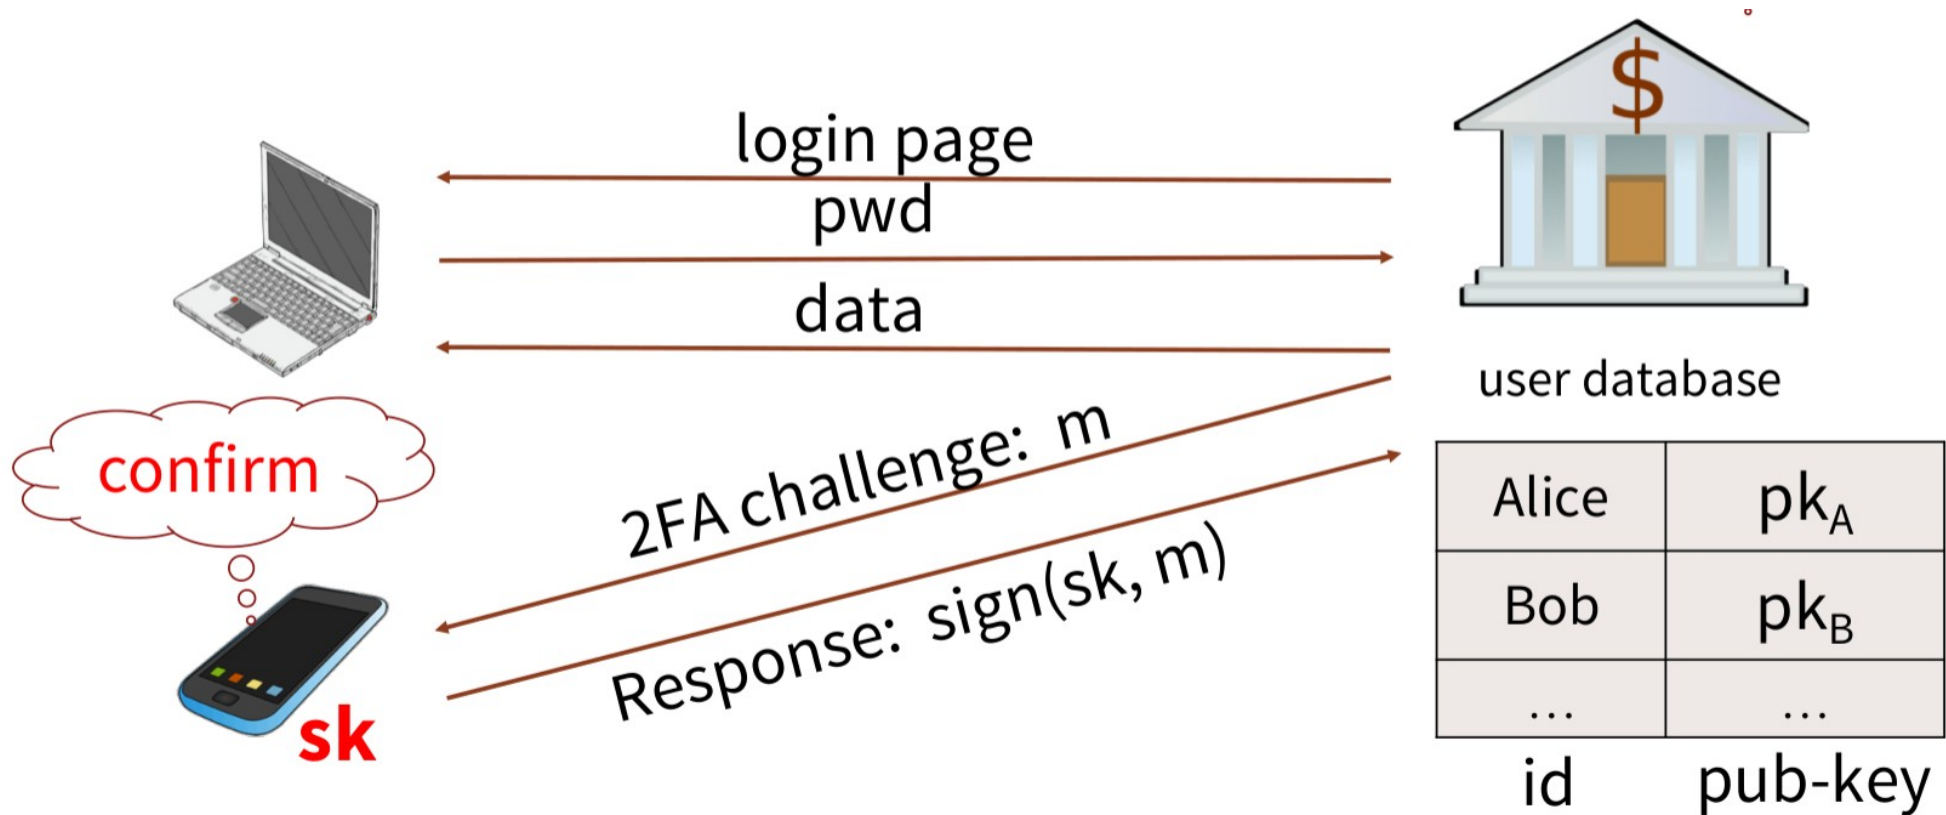 $
login page
pwd
data
user database
confirm
2FA challenge: m
Response: sign(sk, m)
sk
Alice pkA
Bob pkB
... ...
id pub-key